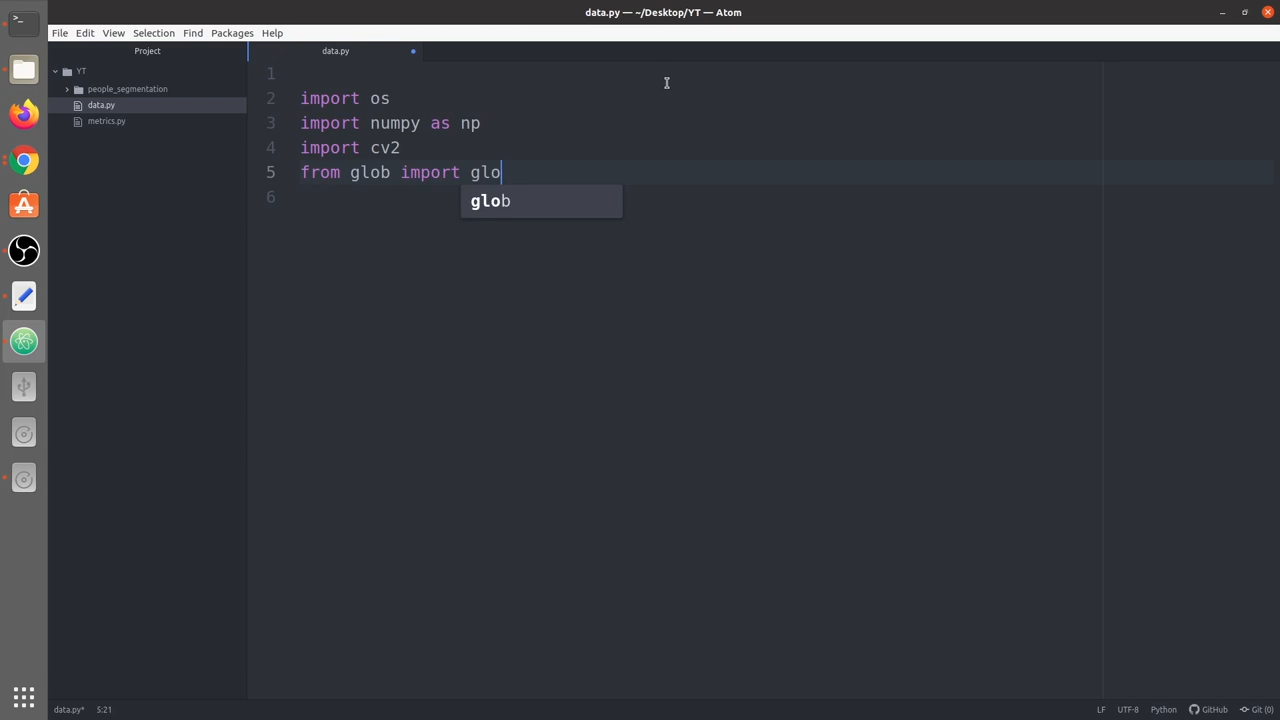 data.py — ~/Desktop/YT — Atom
File Edit View Selection Find Packages Help
Project
data.py
YT
people_segmentation
data.py
metrics.py
1
2 import os
3 import numpy as np
4 import cv2
5 from glob import glo
glob
6
data.py* 5:21
LF UTF-8 Python GitHub Git (0)